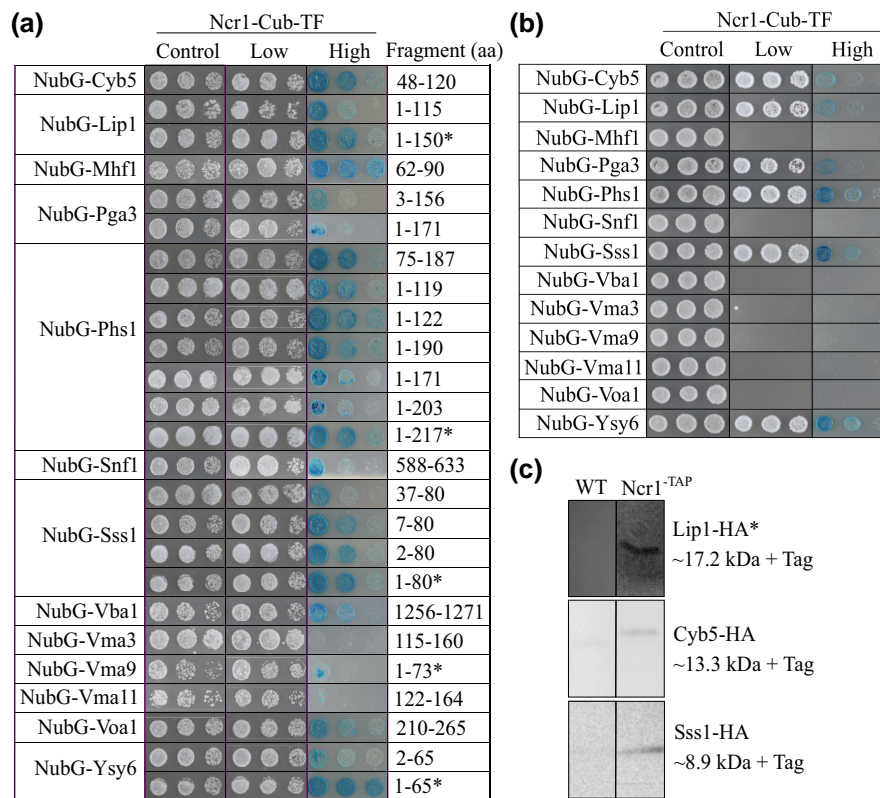 (a)
Ncr1-Cub-TF
Control Low High Fragment (aa)
NubG-Cyb5 48-120
NubG-Lip1 1-115
1-150*
NubG-Mhf1 62-90
NubG-Pga3 3-156
1-171
NubG-Phs1 75-187
1-119
1-122
1-190
1-171
1-203
1-217*
NubG-Snf1 588-633
NubG-Sss1 37-80
7-80
2-80
1-80*
NubG-Vba1 1256-1271
NubG-Vma3 115-160
NubG-Vma9 1-73*
NubG-Vma11 122-164
NubG-Voa1 210-265
NubG-Ysy6 2-65
1-65*
(b)
Ncr1-Cub-TF
Control Low High
NubG-Cyb5
NubG-Lip1
NubG-Mhf1
NubG-Pga3
NubG-Phs1
NubG-Snf1
NubG-Sss1
NubG-Vba1
NubG-Vma3
NubG-Vma9
NubG-Vma11
NubG-Voa1
NubG-Ysy6
(c)
WT Ncr1-TAP
Lip1-HA*
~17.2 kDa + Tag
Cyb5-HA
~13.3 kDa + Tag
Sss1-HA
~8.9 kDa + Tag